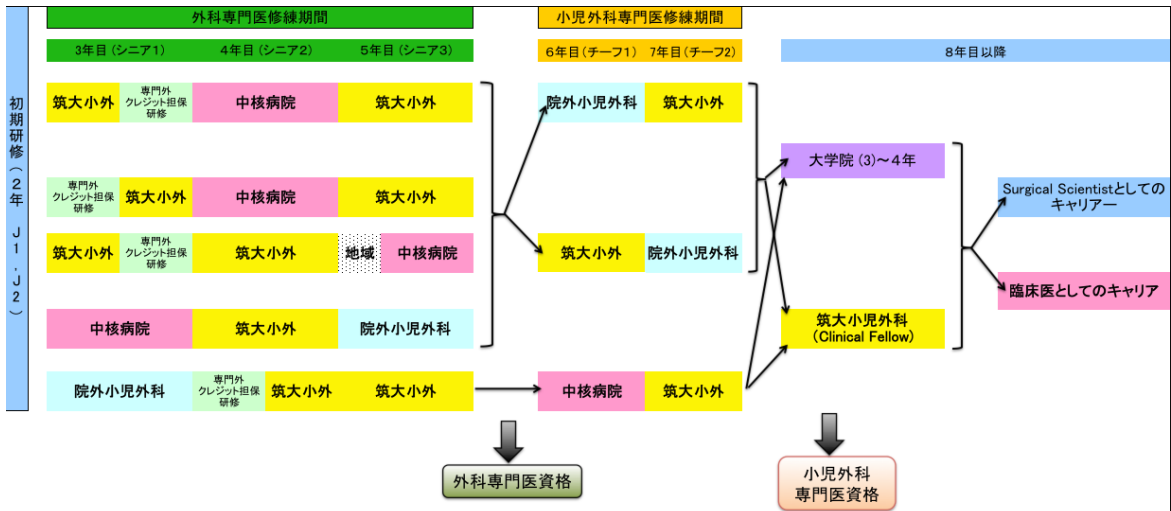 外科専門医修練期間
小児外科専門医修練期間
3年目(シニア1)
4年目(シニア2)
5年目(シニア3)
6年目(チーフ1)
7年目(チーフ2)
8年目以降
初期研修(2年 J1,J2)
筑大小外
専門外
クレジット担保
研修
中核病院
筑大小外
院外小児外科
筑大小外
専門外
クレジット担保
研修
筑大小外
中核病院
筑大小外
大学院 (3)～4年
Surgical Scientistとしての
キャリアー
筑大小外
専門外
クレジット担保
研修
筑大小外
地域
中核病院
筑大小外
院外小児外科
臨床医としてのキャリア
中核病院
筑大小外
院外小児外科
筑大小児外科
(Clinical Fellow)
院外小児外科
専門外
クレジット担保
研修
筑大小外
筑大小外
中核病院
筑大小外
外科専門医資格
小児外科
専門医資格